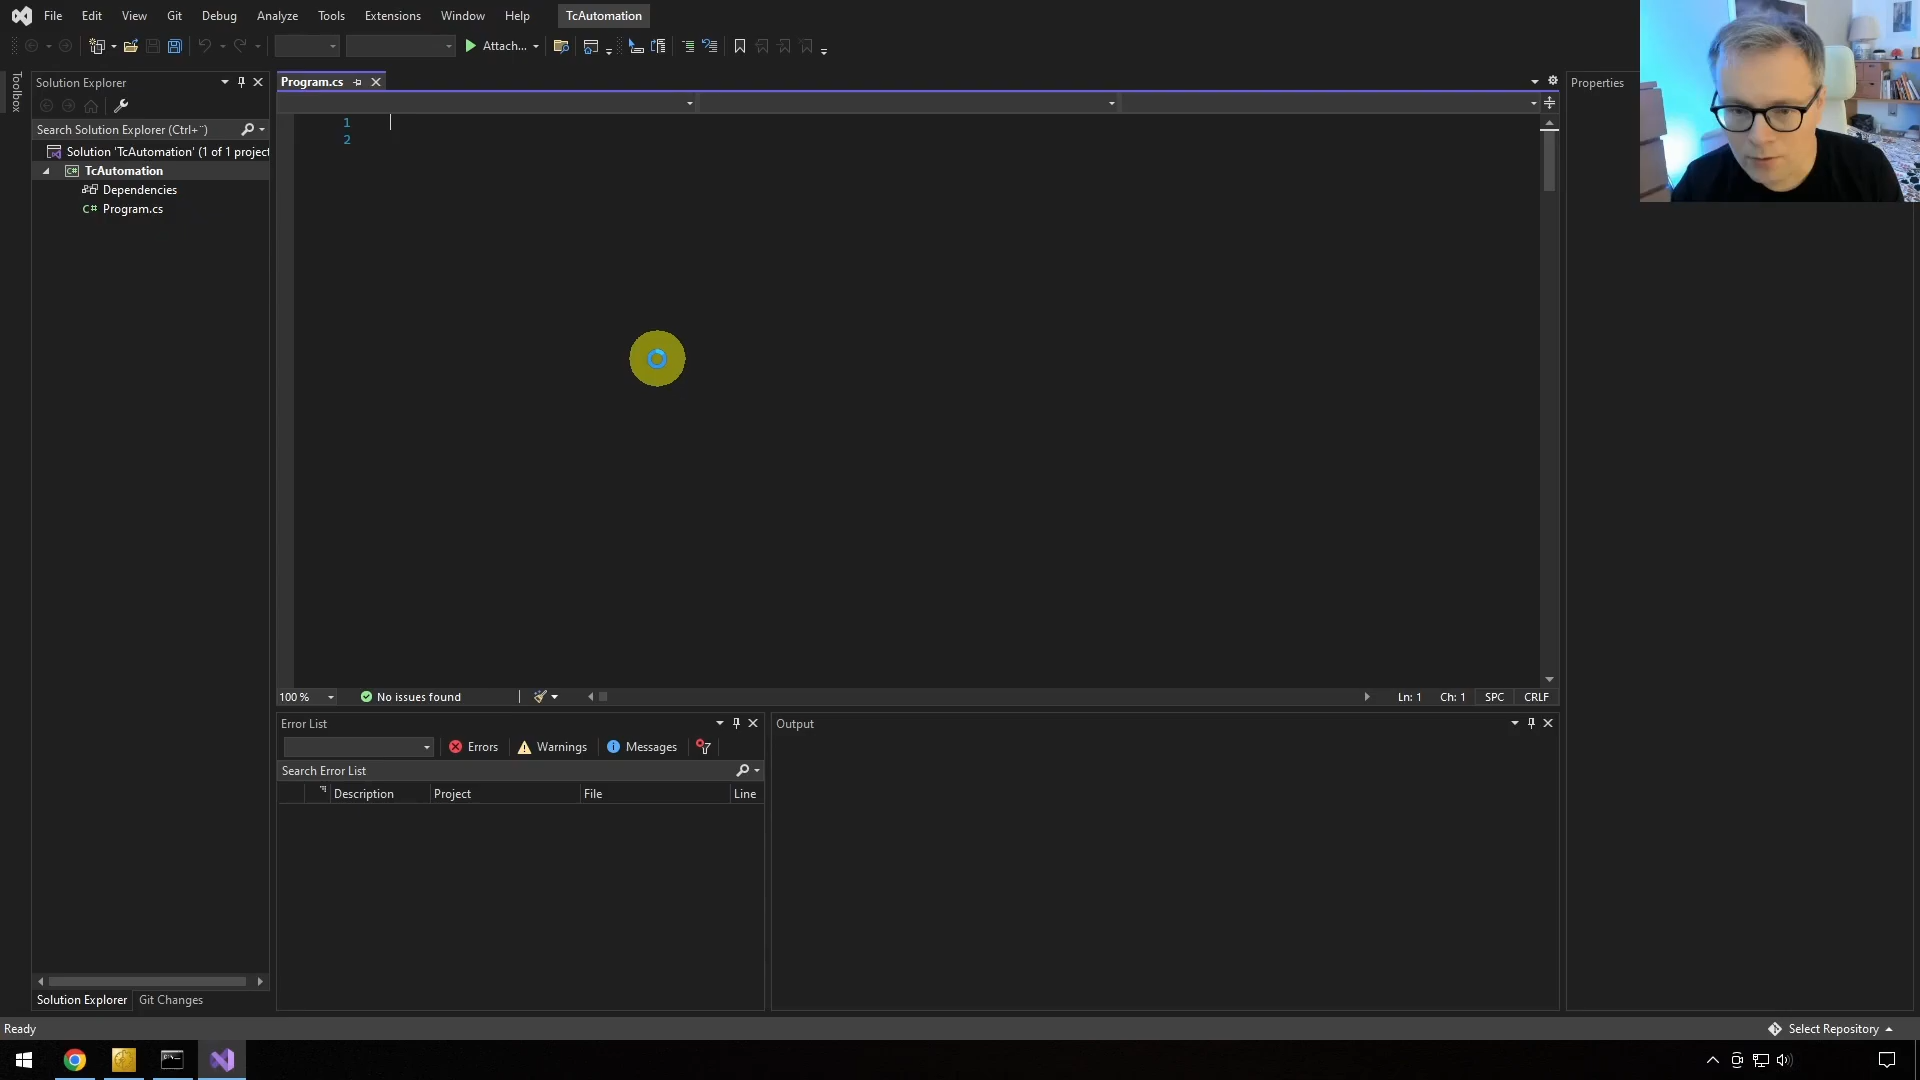 File Edit View Git Debug Analyze Tools Extensions Window Help TcAutomation
Attach...
Toolbox
Solution Explorer
Search Solution Explorer (Ctrl+¨)
Solution 'TcAutomation' (1 of 1 project
TcAutomation
Dependencies
Program.cs
Program.cs
1
2
Properties
100 % No issues found Ln: 1 Ch: 1 SPC CRLF
Error List
Errors Warnings Messages
Search Error List
Description Project File Line
Output
Solution Explorer Git Changes
Ready Select Repository